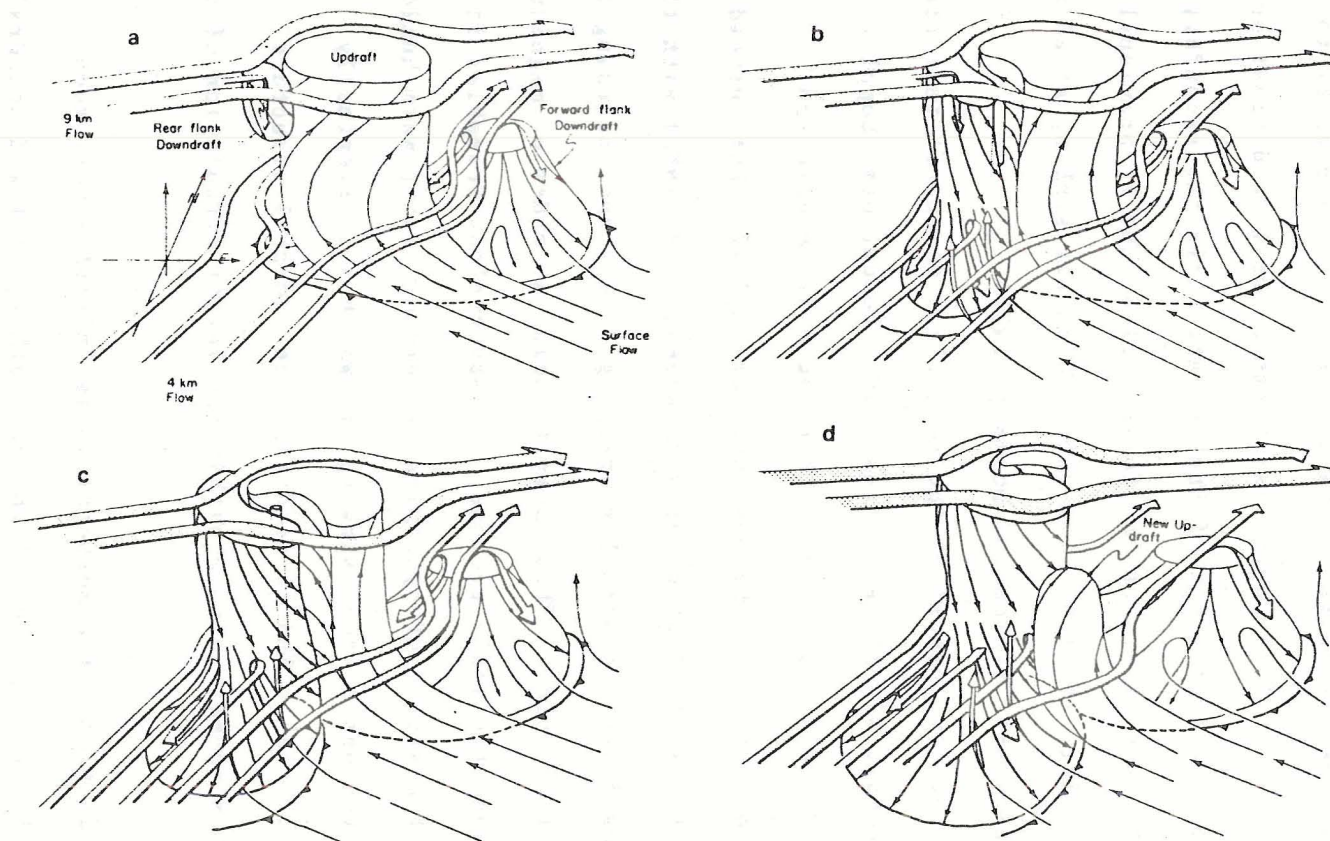 a
Updraft
9 km
Flow
Rear flank
Downdraft
Forward flank
Downdraft
N
E
Surface
Flow
4 km
Flow
b
c
d
New Up-
draft